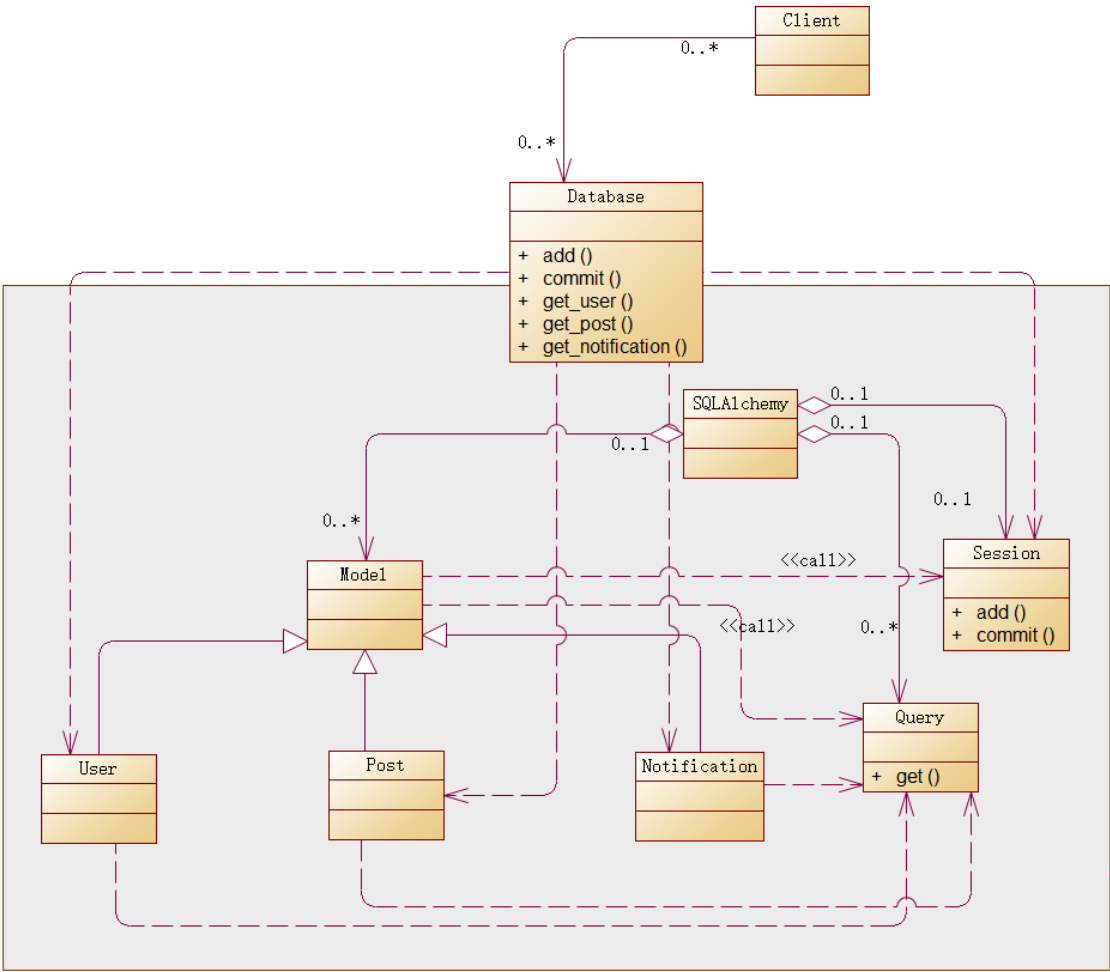 Client
0..*
0..*
Database
+ add ()
+ commit ()
+ get_user ()
+ get_post ()
+ get_notification ()
SQLAlchemy
0..1
0..1
0..1
0..*
0..1
Model
<<call>>
Session
+ add ()
+ commit ()
<<call>>
0..*
Query
+ get ()
User
Post
Notification